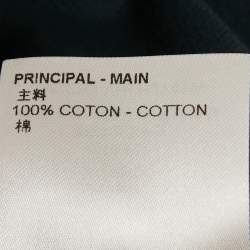 PRINCIPAL - MAIN
主料
100% COTON - COTTON
棉